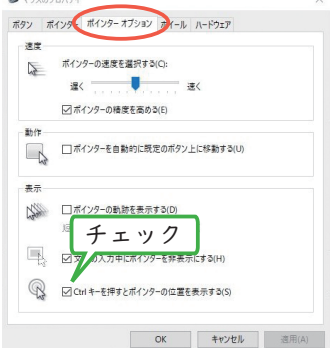 ボタン ポインター ポインター オプション ホイール ハードウェア
速度
ポインターの速度を選択する(C):
遅く 速く
ポインターの精度を高める(E)
動作
ポインターを自動的に既定のボタン上に移動する(U)
表示
ポインターの軌跡を表示する(D)
チェック
の入力中にポインターを非表示にする(H)
Ctrl キーを押すとポインターの位置を表示する(S)
OK キャンセル 適用(A)